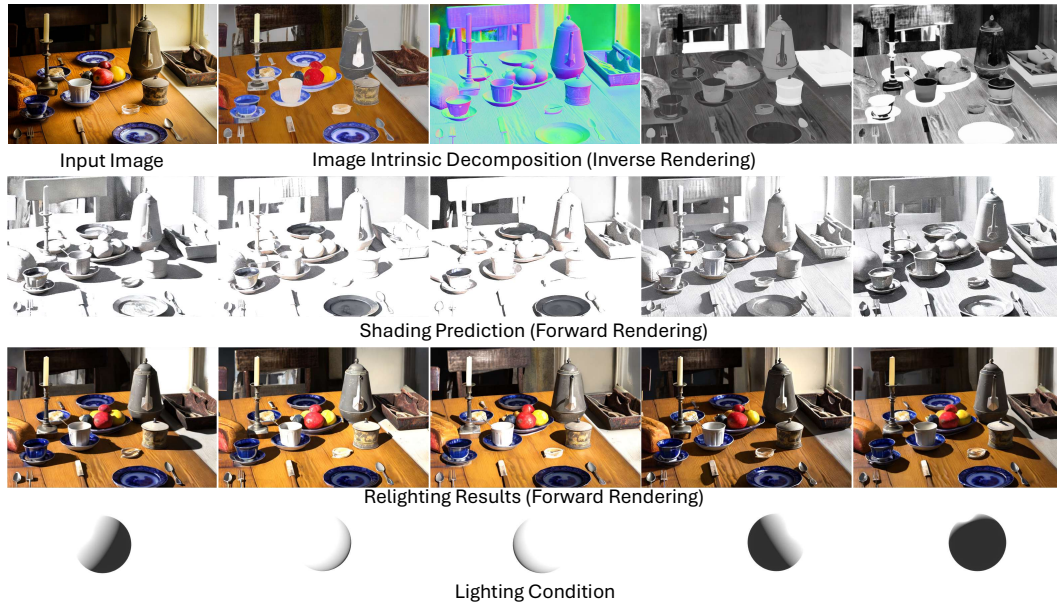 Input Image
Image Intrinsic Decomposition (Inverse Rendering)
Shading Prediction (Forward Rendering)
Relighting Results (Forward Rendering)
Lighting Condition